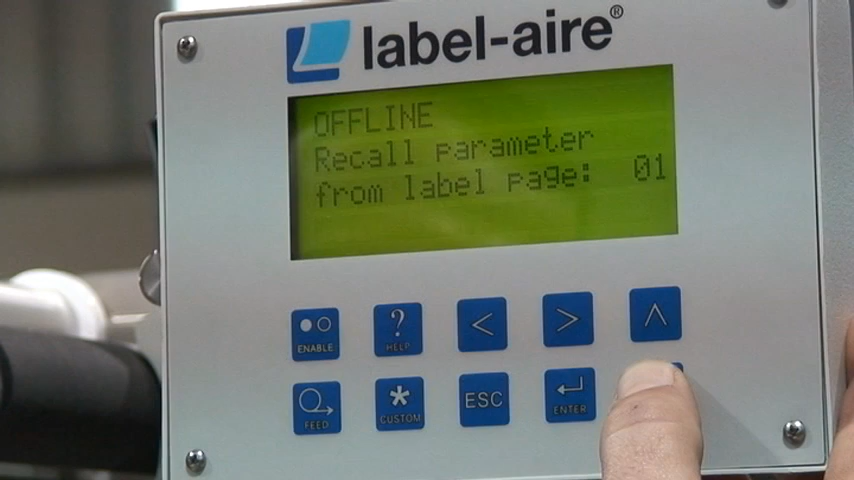 label-aire®
OFFLINE
Recall parameter
from label page: 01
ENABLE
?
HELP
<
>
^
FEED
*
CUSTOM
ESC
ENTER